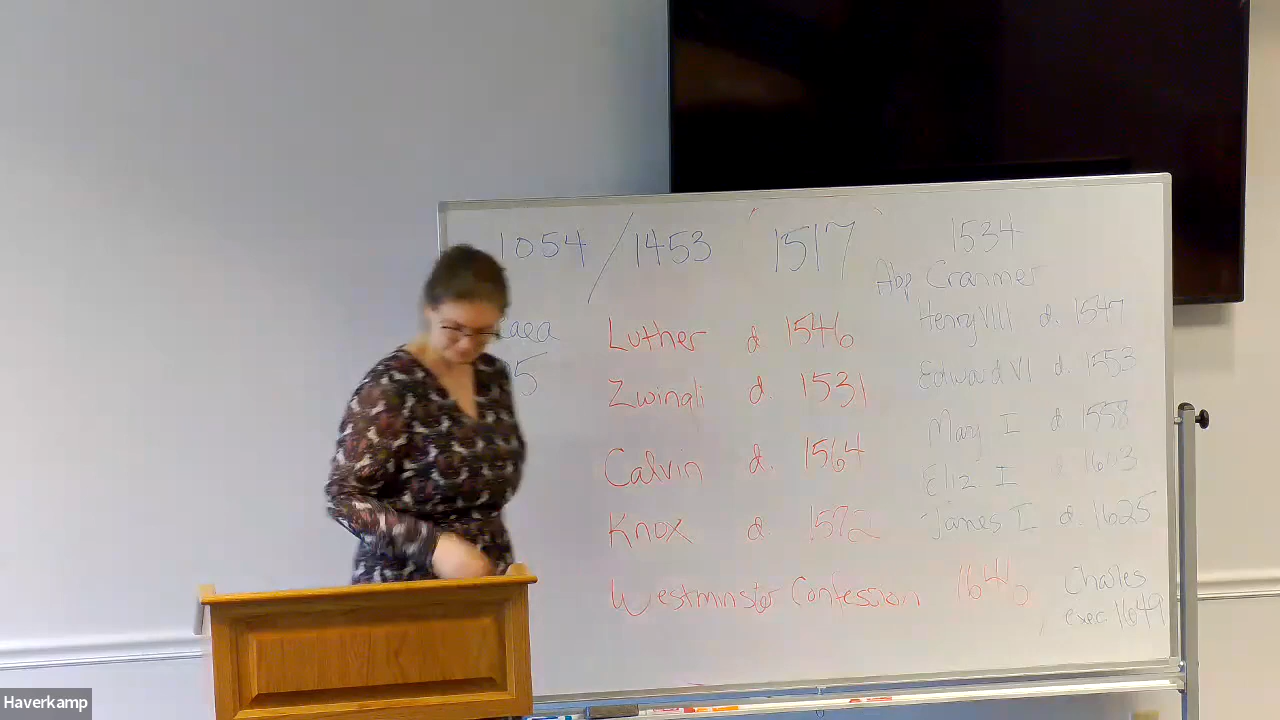 1054 / 1453 1517 1534
Abp Cranmer
Henry VIII d. 1547
Luther d 1546
Edward VI d. 1553
Zwingli d. 1531
Mary I d 1558
Calvin d. 1564
Eliz I d 1603
Knox d. 1572
James I d. 1625
Westminster Confession 1646
Charles
exec 1649
Haverkamp